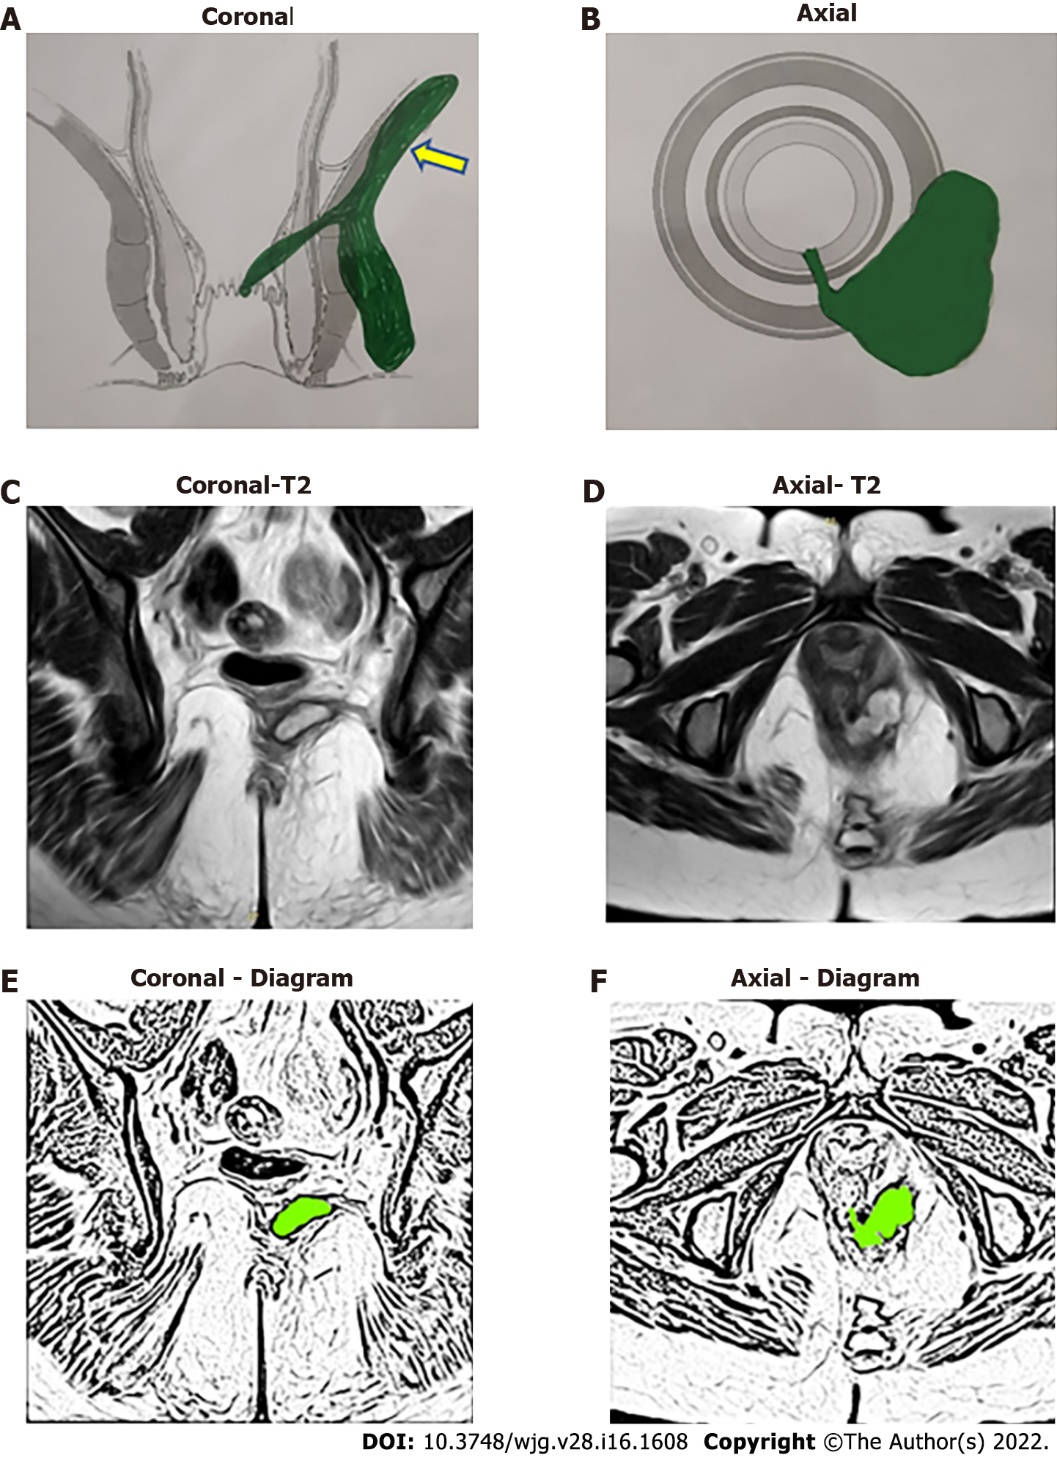 A Coronal
B Axial
C Coronal-T2
D Axial- T2
E Coronal - Diagram
F Axial - Diagram
DOI: 10.3748/wjg.v28.i16.1608 Copyright ©The Author(s) 2022.